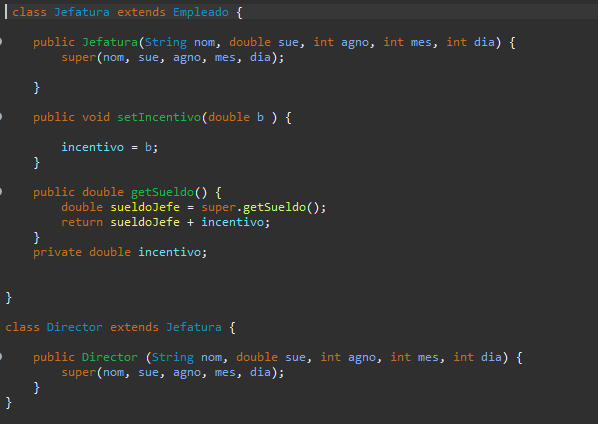 class Jefatura extends Empleado {
public Jefatura(String nom, double sue, int agno, int mes, int dia) {
super(nom, sue, agno, mes, dia);
}
public void setIncentivo(double b ) {
incentivo = b;
}
public double getSueldo() {
double sueldoJefe = super.getSueldo();
return sueldoJefe + incentivo;
}
private double incentivo;
}
class Director extends Jefatura {
public Director (String nom, double sue, int agno, int mes, int dia) {
super(nom, sue, agno, mes, dia);
}
}